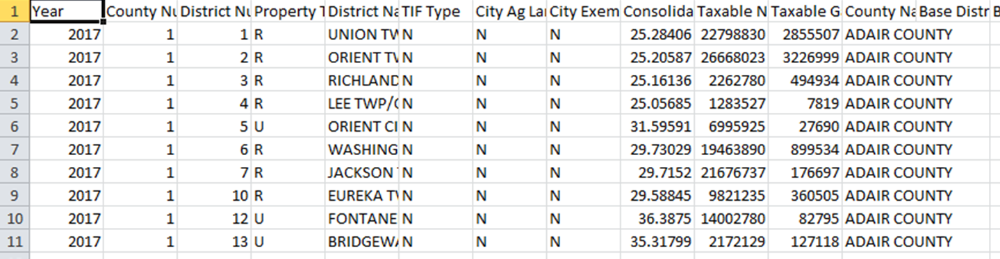 1 Year County Nu District Nu Property T District Na TIF Type City Ag Lar City Exem Consolida Taxable N Taxable G County Na Base Distr B
2 2017 1 1 R UNION TW N N N 25.28406 22798830 2855507 ADAIR COUNTY
3 2017 1 2 R ORIENT TW N N N 25.20587 26668023 3226999 ADAIR COUNTY
4 2017 1 3 R RICHLAND N N N 25.16136 2262780 494934 ADAIR COUNTY
5 2017 1 4 R LEE TWP/C N N N 25.05685 1283527 7819 ADAIR COUNTY
6 2017 1 5 U ORIENT CI N N N 31.59591 6995925 27690 ADAIR COUNTY
7 2017 1 6 R WASHING N N N 29.73029 19463890 899534 ADAIR COUNTY
8 2017 1 7 R JACKSON N N N 29.7152 21676737 176697 ADAIR COUNTY
9 2017 1 10 R EUREKA TW N N N 29.58845 9821235 360505 ADAIR COUNTY
10 2017 1 12 U FONTANE N N N 36.3875 14002780 82795 ADAIR COUNTY
11 2017 1 13 U BRIDGEWA N N N 35.31799 2172129 127118 ADAIR COUNTY